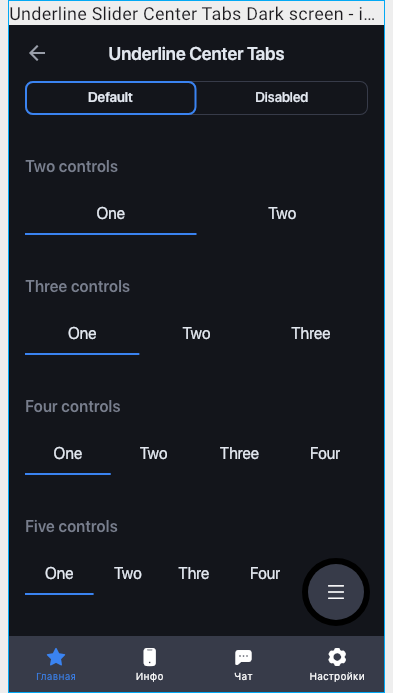 Underline Slider Center Tabs Dark screen - i...
Underline Center Tabs
Default Disabled
Two controls
One Two
Three controls
One Two Three
Four controls
One Two Three Four
Five controls
One Two Thre Four
Главная Инфо Чат Настройки